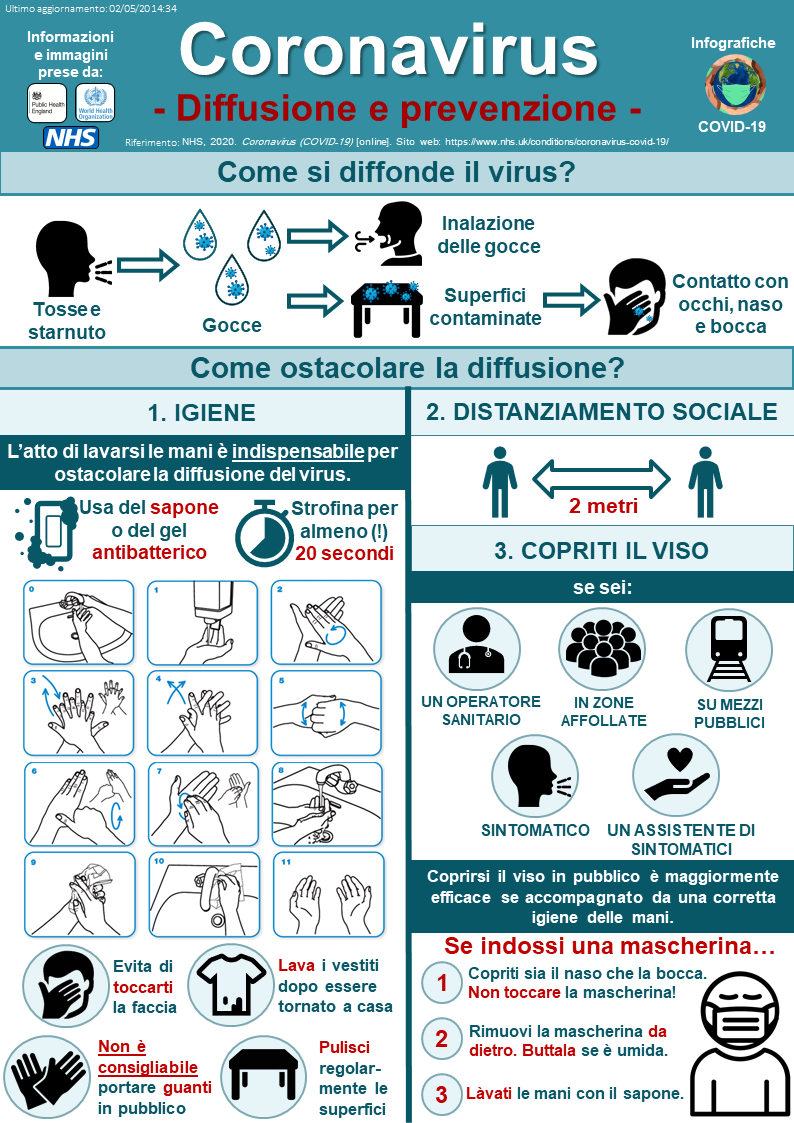 Ultimo aggiornamento: 02/05/2014:34
Informazioni
e immagini
prese da:
Public Health
England
World Health
Organization
NHS
Coronavirus
- Diffusione e prevenzione -
Infografiche
COVID-19
Riferimento: NHS, 2020. Coronavirus (COVID-19) [online]. Sito web: https://www.nhs.uk/conditions/coronavirus-covid-19/
Come si diffonde il virus?
Tosse e
starnuto
Gocce
Inalazione
delle gocce
Superfici
contaminate
Contatto con
occhi, naso
e bocca
Come ostacolare la diffusione?
1. IGIENE
L'atto di lavarsi le mani è indispensabile per
ostacolare la diffusione del virus.
Usa del sapone
o del gel
antibatterico
Strofina per
almeno (!)
20 secondi
0
1
2
3
4
5
6
7
8
9
10
11
Evita di
toccarti
la faccia
Lava i vestiti
dopo essere
tornato a casa
Non è
consigliabile
portare guanti
in pubblico
Pulisci
regolar-
mente le
superfici
2. DISTANZIAMENTO SOCIALE
2 metri
3. COPRITI IL VISO
se sei:
UN OPERATORE
SANITARIO
IN ZONE
AFFOLLATE
SU MEZZI
PUBBLICI
SINTOMATICO
UN ASSISTENTE DI
SINTOMATICI
Coprirsi il viso in pubblico è maggiormente
efficace se accompagnato da una corretta
igiene delle mani.
Se indossi una mascherina…
1
Copriti sia il naso che la bocca.
Non toccare la mascherina!
2
Rimuovi la mascherina da
dietro. Buttala se è umida.
3
Làvati le mani con il sapone.